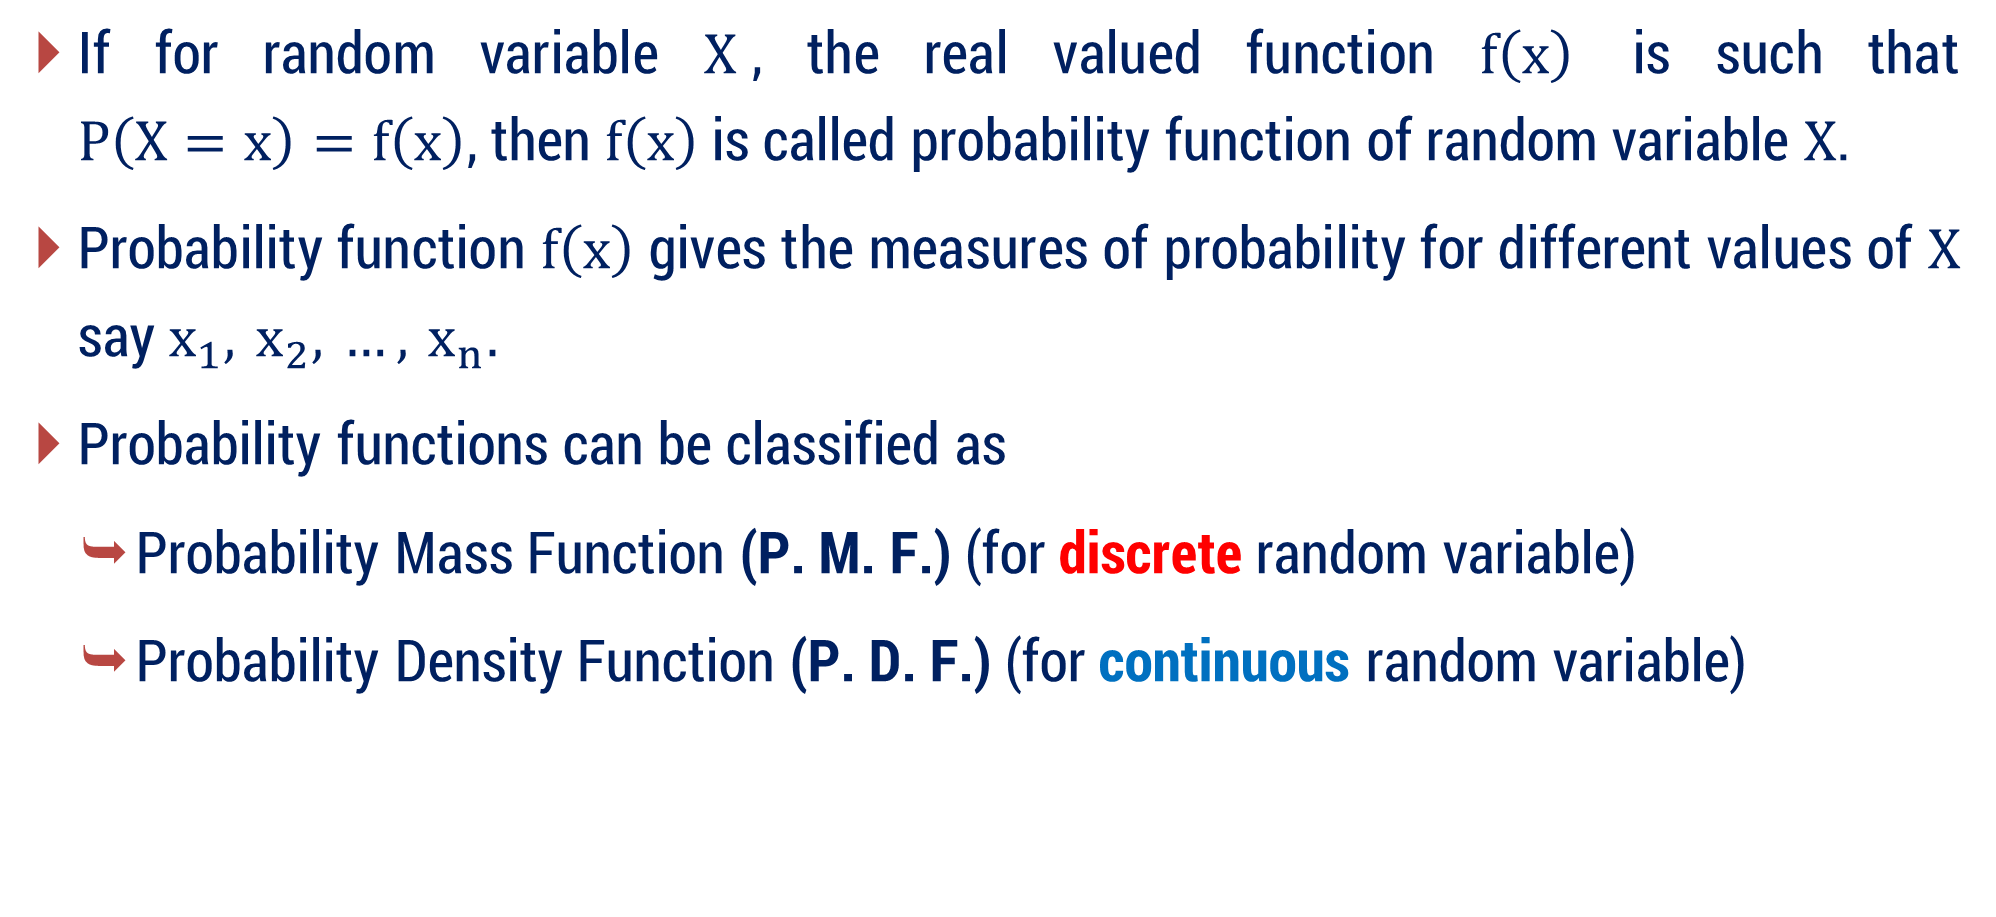 If for random variable X , the real valued function f(x) is such that
P(X = x) = f(x), then f(x) is called probability function of random variable X.
Probability function f(x) gives the measures of probability for different values of X
say x₁, x₂, … , xₙ.
Probability functions can be classified as
Probability Mass Function (P. M. F.) (for discrete random variable)
Probability Density Function (P. D. F.) (for continuous random variable)